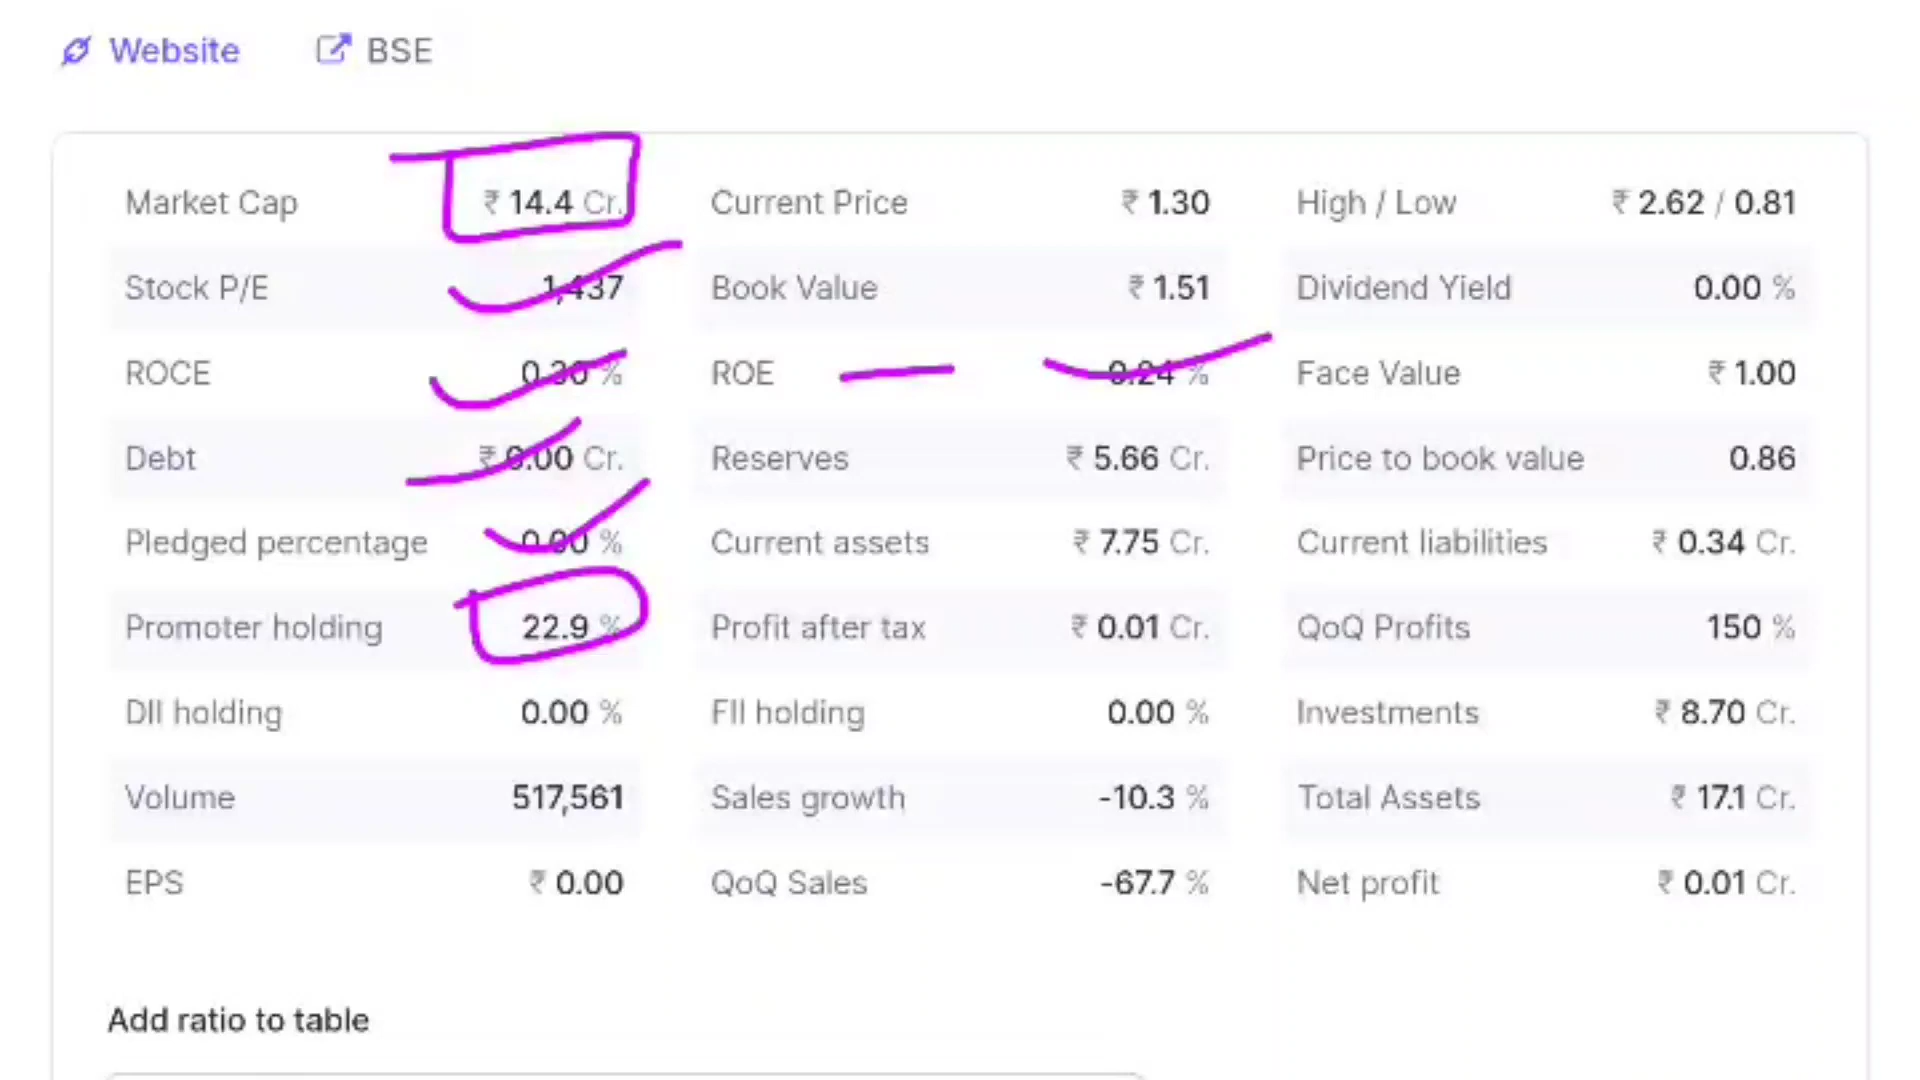 Website BSE
Market Cap ₹ 14.4 Cr. Current Price ₹ 1.30 High / Low ₹ 2.62 / 0.81
Stock P/E 1,437 Book Value ₹ 1.51 Dividend Yield 0.00 %
ROCE 0.30 % ROE 0.24 % Face Value ₹ 1.00
Debt ₹ 0.00 Cr. Reserves ₹ 5.66 Cr. Price to book value 0.86
Pledged percentage 0.00 % Current assets ₹ 7.75 Cr. Current liabilities ₹ 0.34 Cr.
Promoter holding 22.9 % Profit after tax ₹ 0.01 Cr. QoQ Profits 150 %
DII holding 0.00 % FII holding 0.00 % Investments ₹ 8.70 Cr.
Volume 517,561 Sales growth -10.3 % Total Assets ₹ 17.1 Cr.
EPS ₹ 0.00 QoQ Sales -67.7 % Net profit ₹ 0.01 Cr.
Add ratio to table